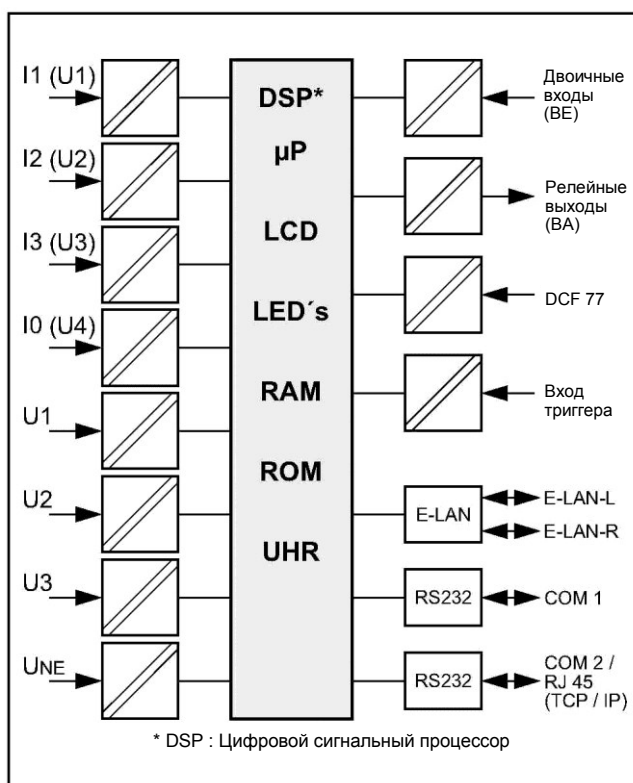 I1 (U1)
I2 (U2)
I3 (U3)
I0 (U4)
U1
U2
U3
UNE
DSP*
µP
LCD
LED´s
RAM
ROM
UHR
Двоичные
входы
(BE)
Релейные
выходы
(BA)
DCF 77
Вход
триггера
E-LAN
E-LAN-L
E-LAN-R
RS232
COM 1
RS232
COM 2 /
RJ 45
(TCP / IP)
* DSP : Цифровой сигнальный процессор